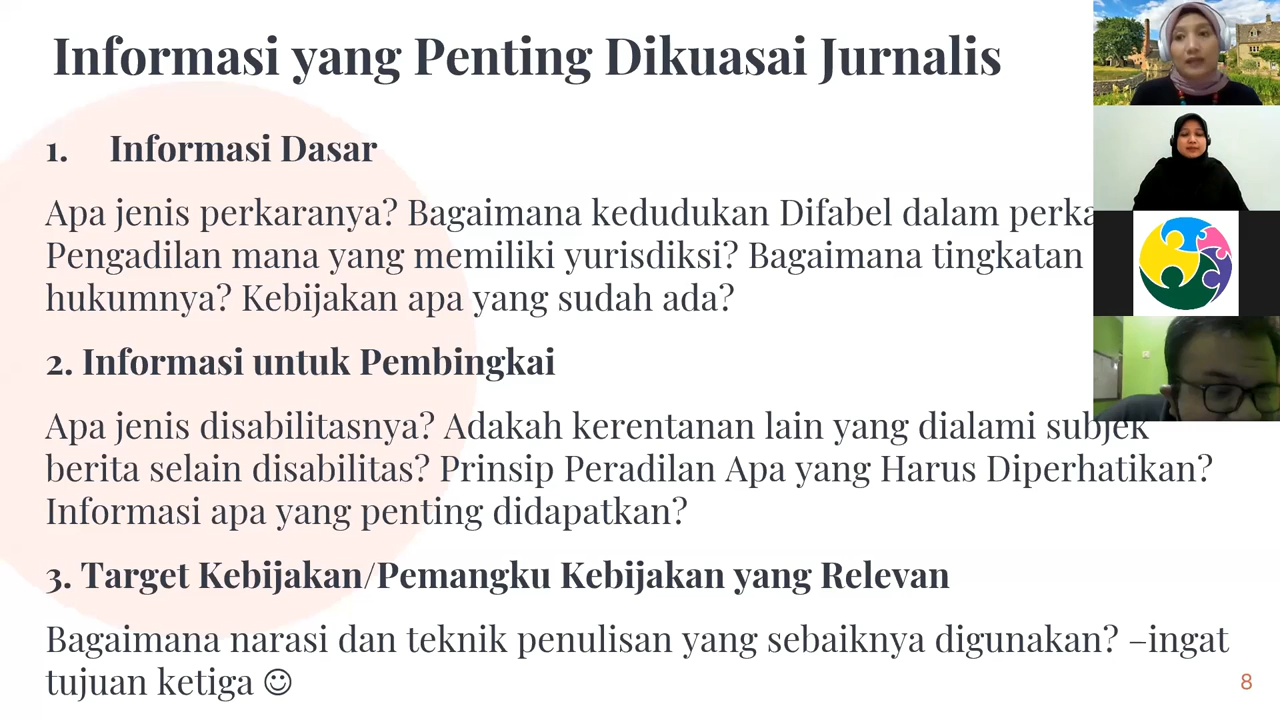 Informasi yang Penting Dikuasai Jurnalis
1. Informasi Dasar
Apa jenis perkaranya? Bagaimana kedudukan Difabel dalam
Pengadilan mana yang memiliki yurisdiksi? Bagaimana tingkatan
hukumnya? Kebijakan apa yang sudah ada?
2. Informasi untuk Pembingkai
Apa jenis disabilitasnya? Adakah kerentanan lain yang dialami subjek
berita selain disabilitas? Prinsip Peradilan Apa yang Harus Diperhatikan?
Informasi apa yang penting didapatkan?
3. Target Kebijakan/Pemangku Kebijakan yang Relevan
Bagaimana narasi dan teknik penulisan yang sebaiknya digunakan? –ingat
tujuan ketiga ☺
8